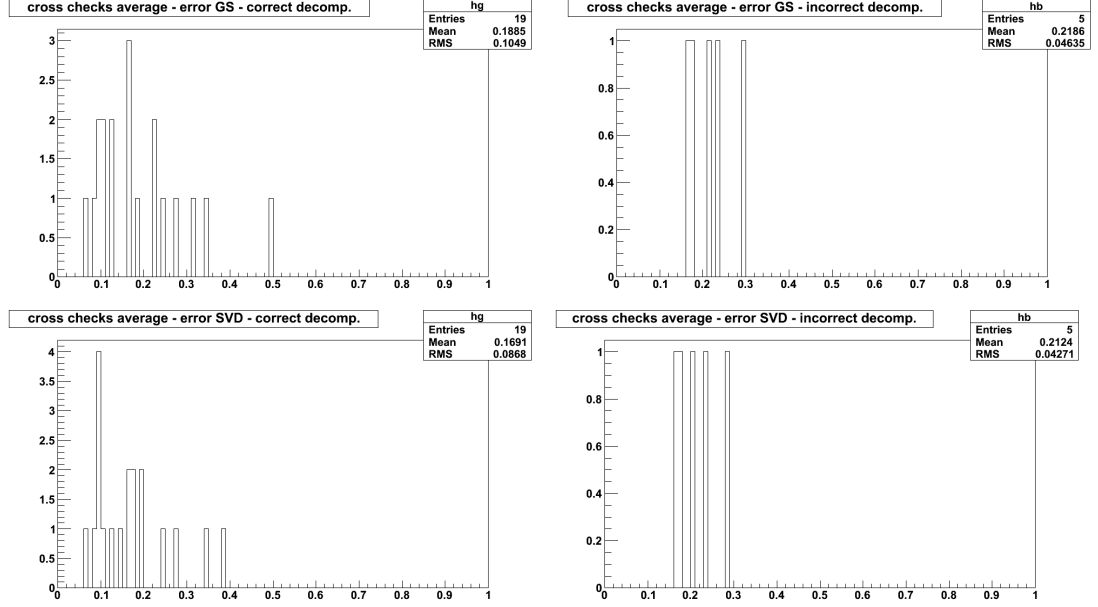 cross checks average - error GS - correct decomp.
hg
Entries 19
Mean 0.1885
RMS 0.1049
3
2.5
2
1.5
1
0.5
0
0 0.1 0.2 0.3 0.4 0.5 0.6 0.7 0.8 0.9 1
cross checks average - error GS - incorrect decomp.
hb
Entries 5
Mean 0.2186
RMS 0.04635
1
0.8
0.6
0.4
0.2
0
0.1 0.2 0.3 0.4 0.5 0.6 0.7 0.8 0.9 1
cross checks average - error SVD - correct decomp.
hg
Entries 19
Mean 0.1691
RMS 0.0868
4
3.5
3
2.5
2
1.5
1
0.5
0
0 0.1 0.2 0.3 0.4 0.5 0.6 0.7 0.8 0.9 1
cross checks average - error SVD - incorrect decomp.
hb
Entries 5
Mean 0.2124
RMS 0.04271
1
0.8
0.6
0.4
0.2
0
0 0.1 0.2 0.3 0.4 0.5 0.6 0.7 0.8 0.9 1